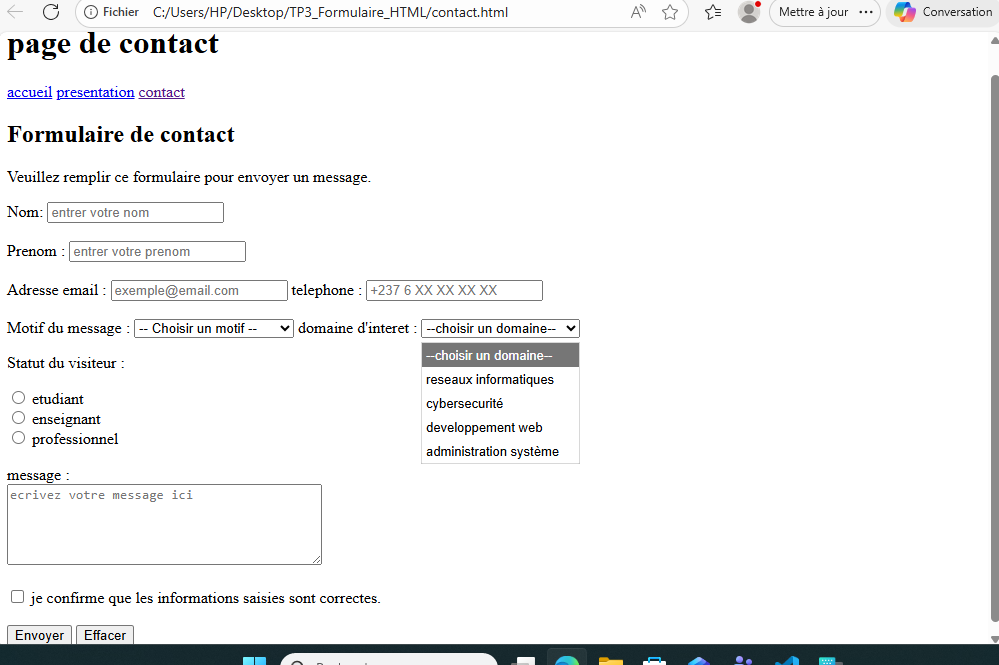 Fichier C:/Users/HP/Desktop/TP3_Formulaire_HTML/contact.html Mettre à jour Conversation
page de contact
accueil presentation contact
Formulaire de contact
Veuillez remplir ce formulaire pour envoyer un message.
Nom: entrer votre nom
Prenom : entrer votre prenom
Adresse email : exemple@email.com telephone : +237 6 XX XX XX XX
Motif du message : -- Choisir un motif -- domaine d'interet : --choisir un domaine--
--choisir un domaine--
reseaux informatiques
cybersecurité
developpement web
administration système
Statut du visiteur :
etudiant
enseignant
professionnel
message :
ecrivez votre message ici
je confirme que les informations saisies sont correctes.
Envoyer Effacer